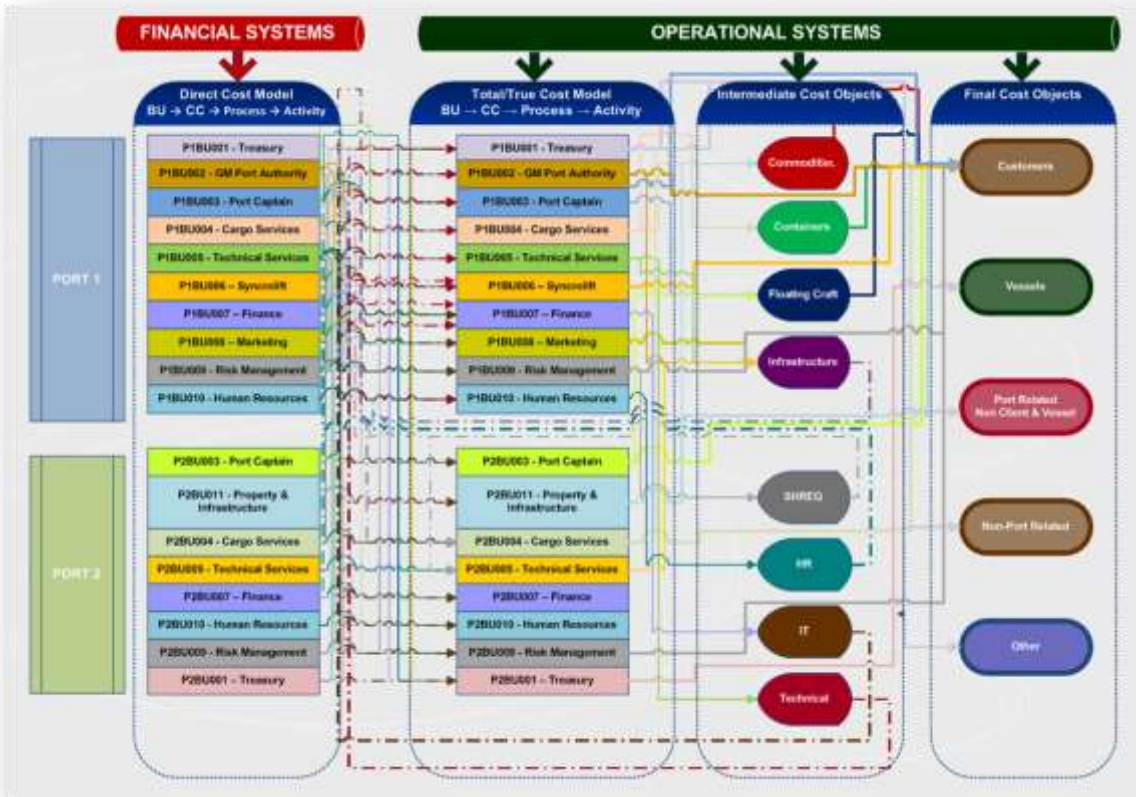 FINANCIAL SYSTEMS
OPERATIONAL SYSTEMS
Direct Cost Model
BU → CC → Process → Activity
Total/True Cost Model
BU → CC → Process → Activity
Intermediate Cost Objects
Final Cost Objects
PORT 1
P1BU001 - Treasury
P1BU002 - GM Port Authority
P1BU003 - Port Captain
P1BU004 - Cargo Services
P1BU005 - Technical Services
P1BU006 – Syncrolift
P1BU007 – Finance
P1BU008 – Marketing
P1BU009 - Risk Management
P1BU010 - Human Resources
P1BU001 - Treasury
P1BU002 - GM Port Authority
P1BU003 - Port Captain
P1BU004 - Cargo Services
P1BU005 - Technical Services
P1BU006 – Syncrolift
P1BU007 – Finance
P1BU008 – Marketing
P1BU009 - Risk Management
P1BU010 - Human Resources
PORT 2
P2BU003 - Port Captain
P2BU011 - Property &
Infrastructure
P2BU004 - Cargo Services
P2BU005 - Technical Services
P2BU007 – Finance
P2BU010 - Human Resources
P2BU009 - Risk Management
P2BU001 - Treasury
P2BU003 - Port Captain
P2BU011 - Property &
Infrastructure
P2BU004 - Cargo Services
P2BU005 - Technical Services
P2BU007 – Finance
P2BU010 - Human Resources
P2BU009 - Risk Management
P2BU001 - Treasury
Commodities
Containers
Floating Craft
Infrastructure
SHREQ
HR
IT
Technical
Customers
Vessels
Port Related
Non Client & Vessel
Non-Port Related
Other